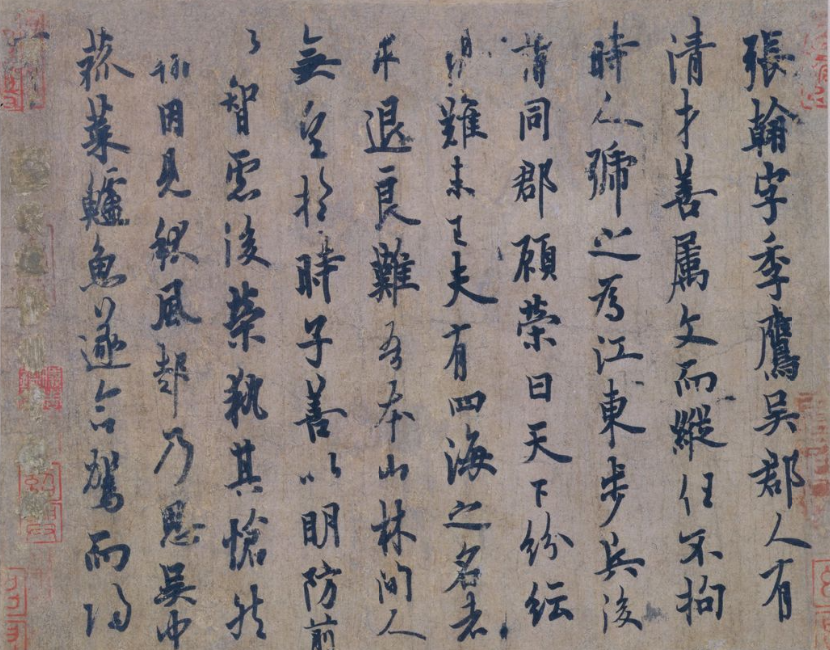 張翰字季鷹吳郡人有
清才善属文而縱任不拘
時人號之為江東步兵後
同郡顧榮曰天下紛紜
難未已夫有四海之名者
求退良難吾本山林間人
無望於時子善以明防前
以智慮後榮執其愴然
翰因見秋風起乃思吳中
菰菜鱸魚遂命駕而歸